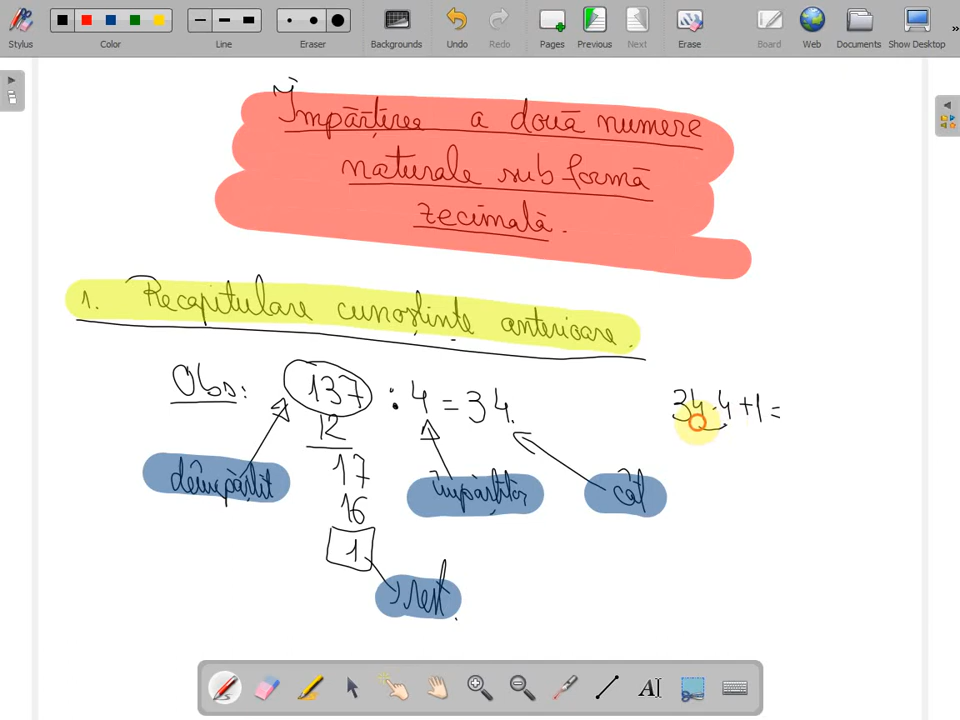 Stylus
Color
Line
Eraser
Backgrounds
Undo
Redo
Pages
Previous
Next
Erase
Board
Web
Documents
Show Desktop
»
Împărțirea a două numere
naturale sub formă
zecimală.
1. Recapitulare cunoștințe anterioare.
Obs: 137 : 4 = 34
34·4+1=
12
17
deîmpărțit
împărțitor
cât
16
1
rest.